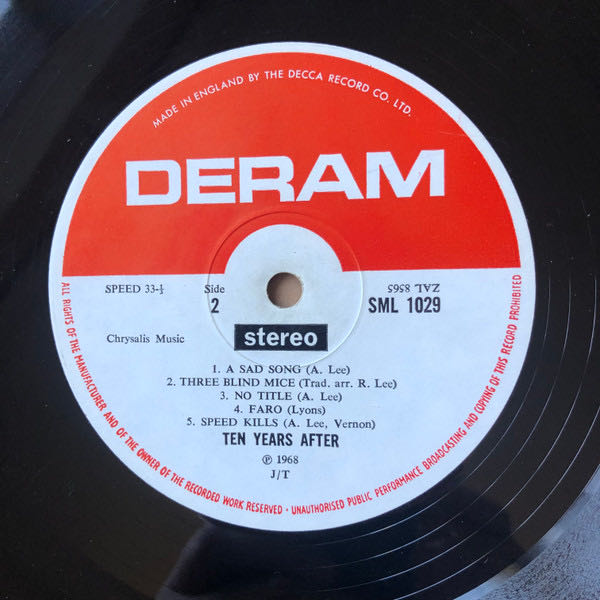 MADE IN ENGLAND BY THE DECCA RECORD CO. LTD.
DERAM
SPEED 33-⅓
Side
2
ZAL 8565
SML 1029
stereo
Chrysalis Music
1. A SAD SONG (A. Lee)
2. THREE BLIND MICE (Trad. arr. R. Lee)
3. NO TITLE (A. Lee)
4. FARO (Lyons)
5. SPEED KILLS (A. Lee, Vernon)
TEN YEARS AFTER
℗ 1968
J/T
ALL RIGHTS OF THE MANUFACTURER AND OF THE OWNER OF THE RECORDED WORK RESERVED · UNAUTHORISED PUBLIC PERFORMANCE BROADCASTING AND COPYING OF THIS RECORD PROHIBITED